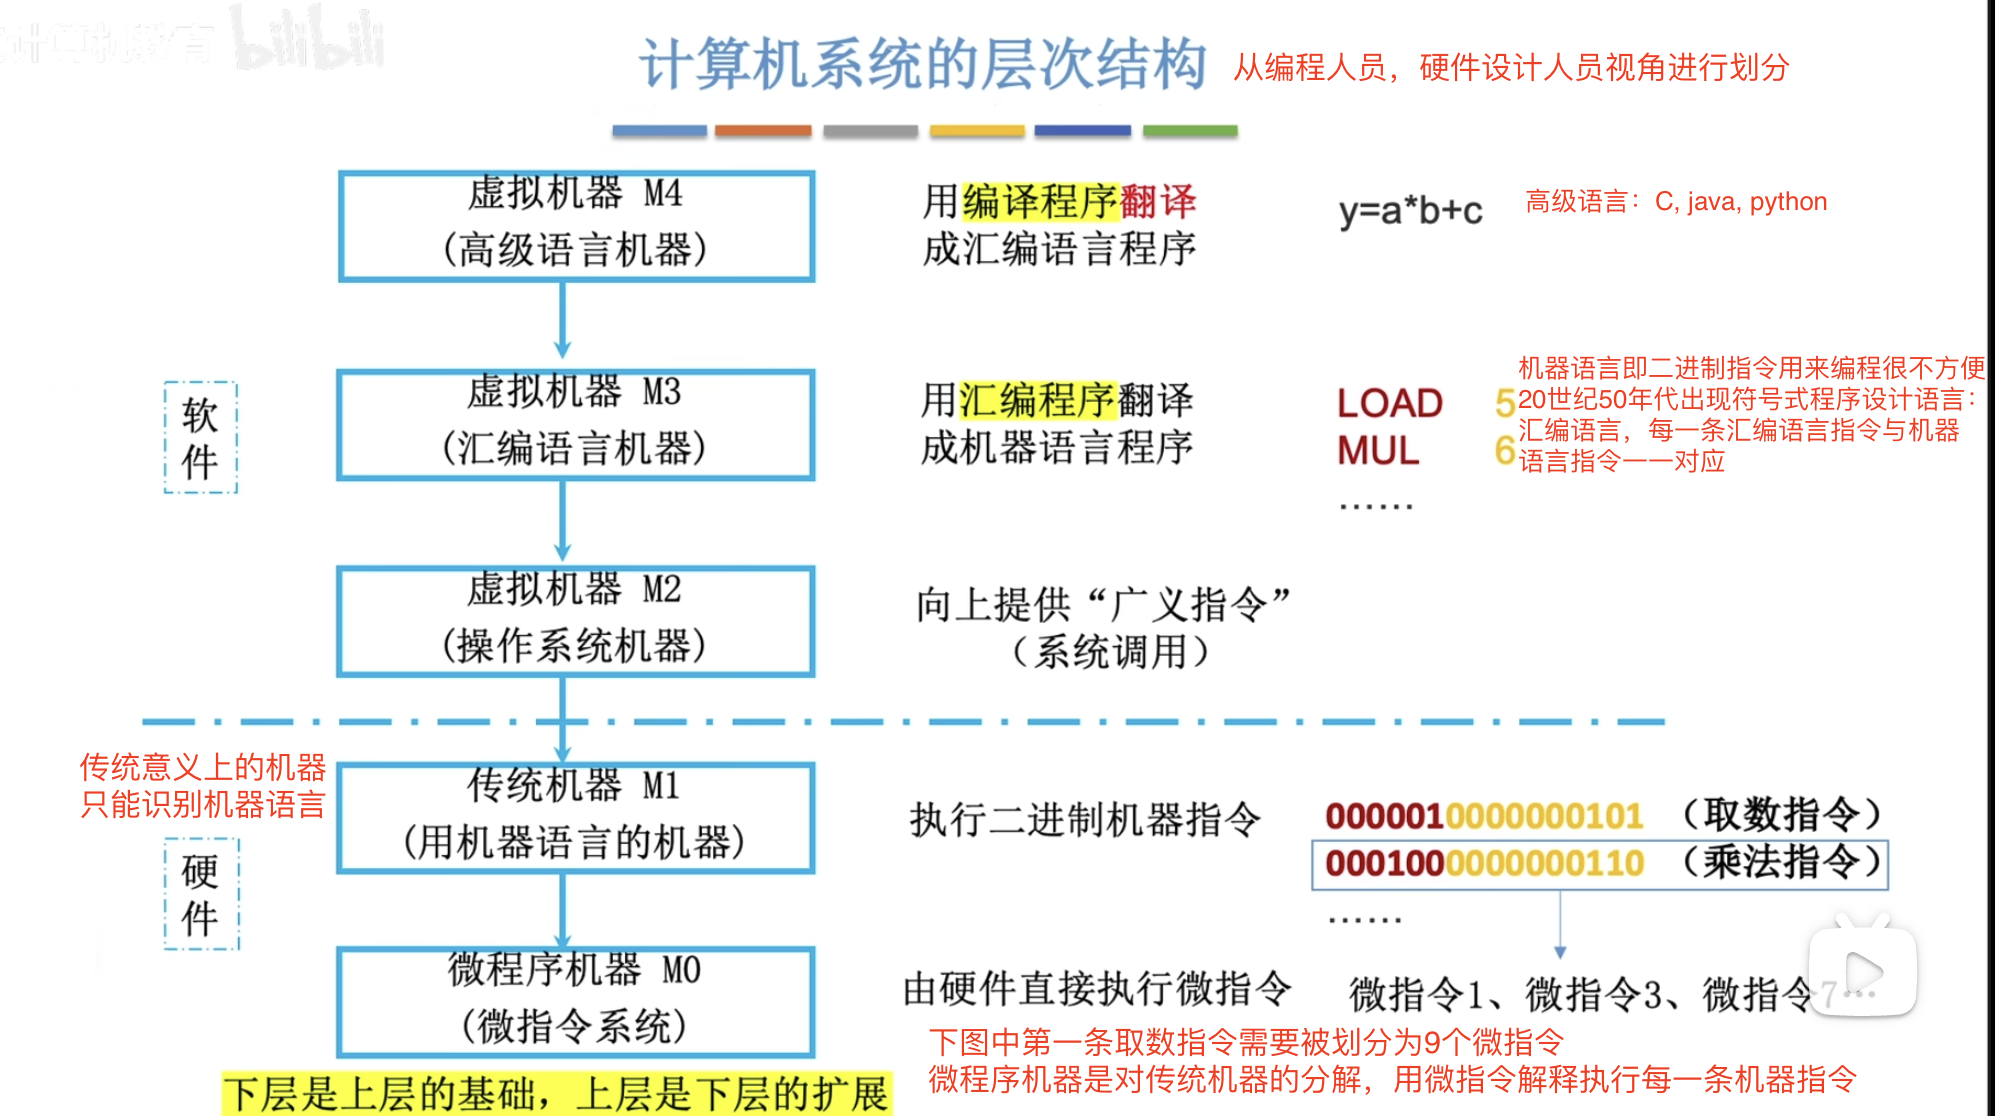 计算机教育 bilibili
计算机系统的层次结构
从编程人员，硬件设计人员视角进行划分
虚拟机器 M4
(高级语言机器)
用编译程序翻译
成汇编语言程序
y=a*b+c
高级语言：C, java, python
软
件
虚拟机器 M3
(汇编语言机器)
用汇编程序翻译
成机器语言程序
LOAD 5
MUL 6
……
机器语言即二进制指令用来编程很不方便
20世纪50年代出现符号式程序设计语言：
汇编语言，每一条汇编语言指令与机器
语言指令一一对应
虚拟机器 M2
(操作系统机器)
向上提供“广义指令”
（系统调用）
传统意义上的机器
只能识别机器语言
硬
件
传统机器 M1
(用机器语言的机器)
执行二进制机器指令
0000010000000101 （取数指令）
0001000000000110 （乘法指令）
……
微程序机器 M0
(微指令系统)
由硬件直接执行微指令
微指令1、微指令3、微指令7…
下图中第一条取数指令需要被划分为9个微指令
微程序机器是对传统机器的分解，用微指令解释执行每一条机器指令
下层是上层的基础，上层是下层的扩展